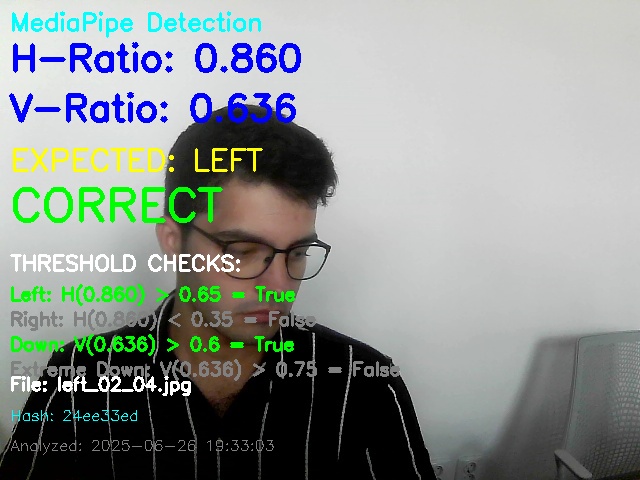 MediaPipe Detection
H-Ratio: 0.860
V-Ratio: 0.636
EXPECTED: LEFT
CORRECT
THRESHOLD CHECKS:
Left: H(0.860) > 0.65 = True
Right: H(0.860) < 0.35 = False
Down: V(0.636) > 0.6 = True
Extreme Down: V(0.636) > 0.75 = False
File: left_02_04.jpg
Hash: 24ee33ed
Analyzed: 2025-06-26 19:33:03